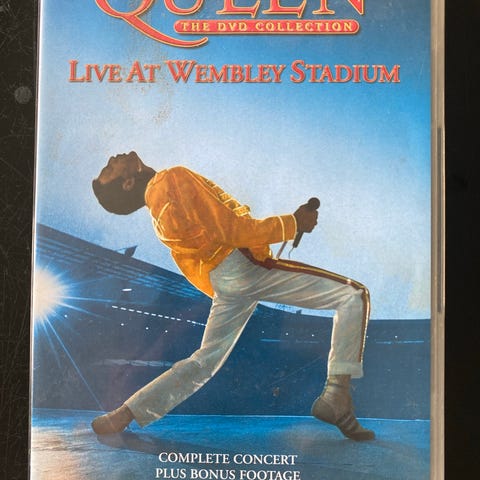 QUEEN
THE DVD COLLECTION
LIVE AT WEMBLEY STADIUM
COMPLETE CONCERT
PLUS BONUS FOOTAGE